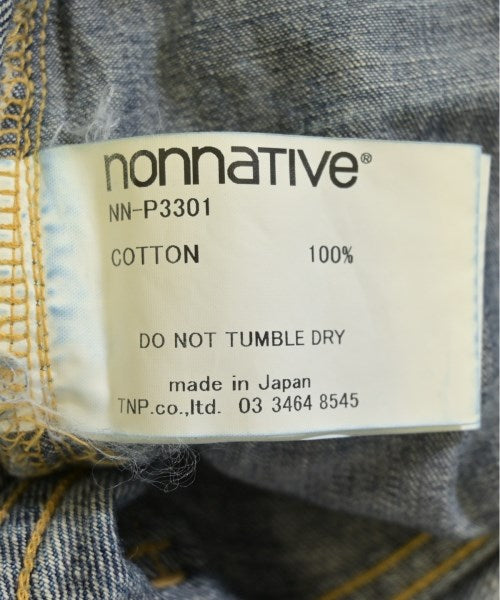 nonnative®
NN-P3301
COTTON 100%
DO NOT TUMBLE DRY
made in Japan
TNP.co.,ltd. 03 3464 8545